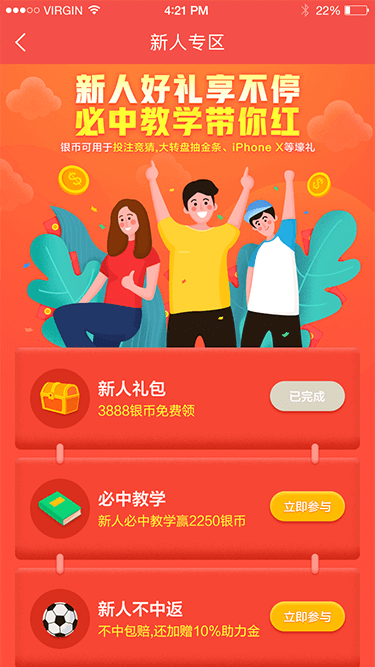 VIRGIN
4:21 PM
22%
新人专区
新人好礼享不停
必中教学带你红
银币可用于投注竞猜,大转盘抽金条、iPhone X等壕礼
新人礼包
3888银币免费领
已完成
必中教学
新人必中教学赢2250银币
立即参与
新人不中返
不中包赔,还加赠10%助力金
立即参与